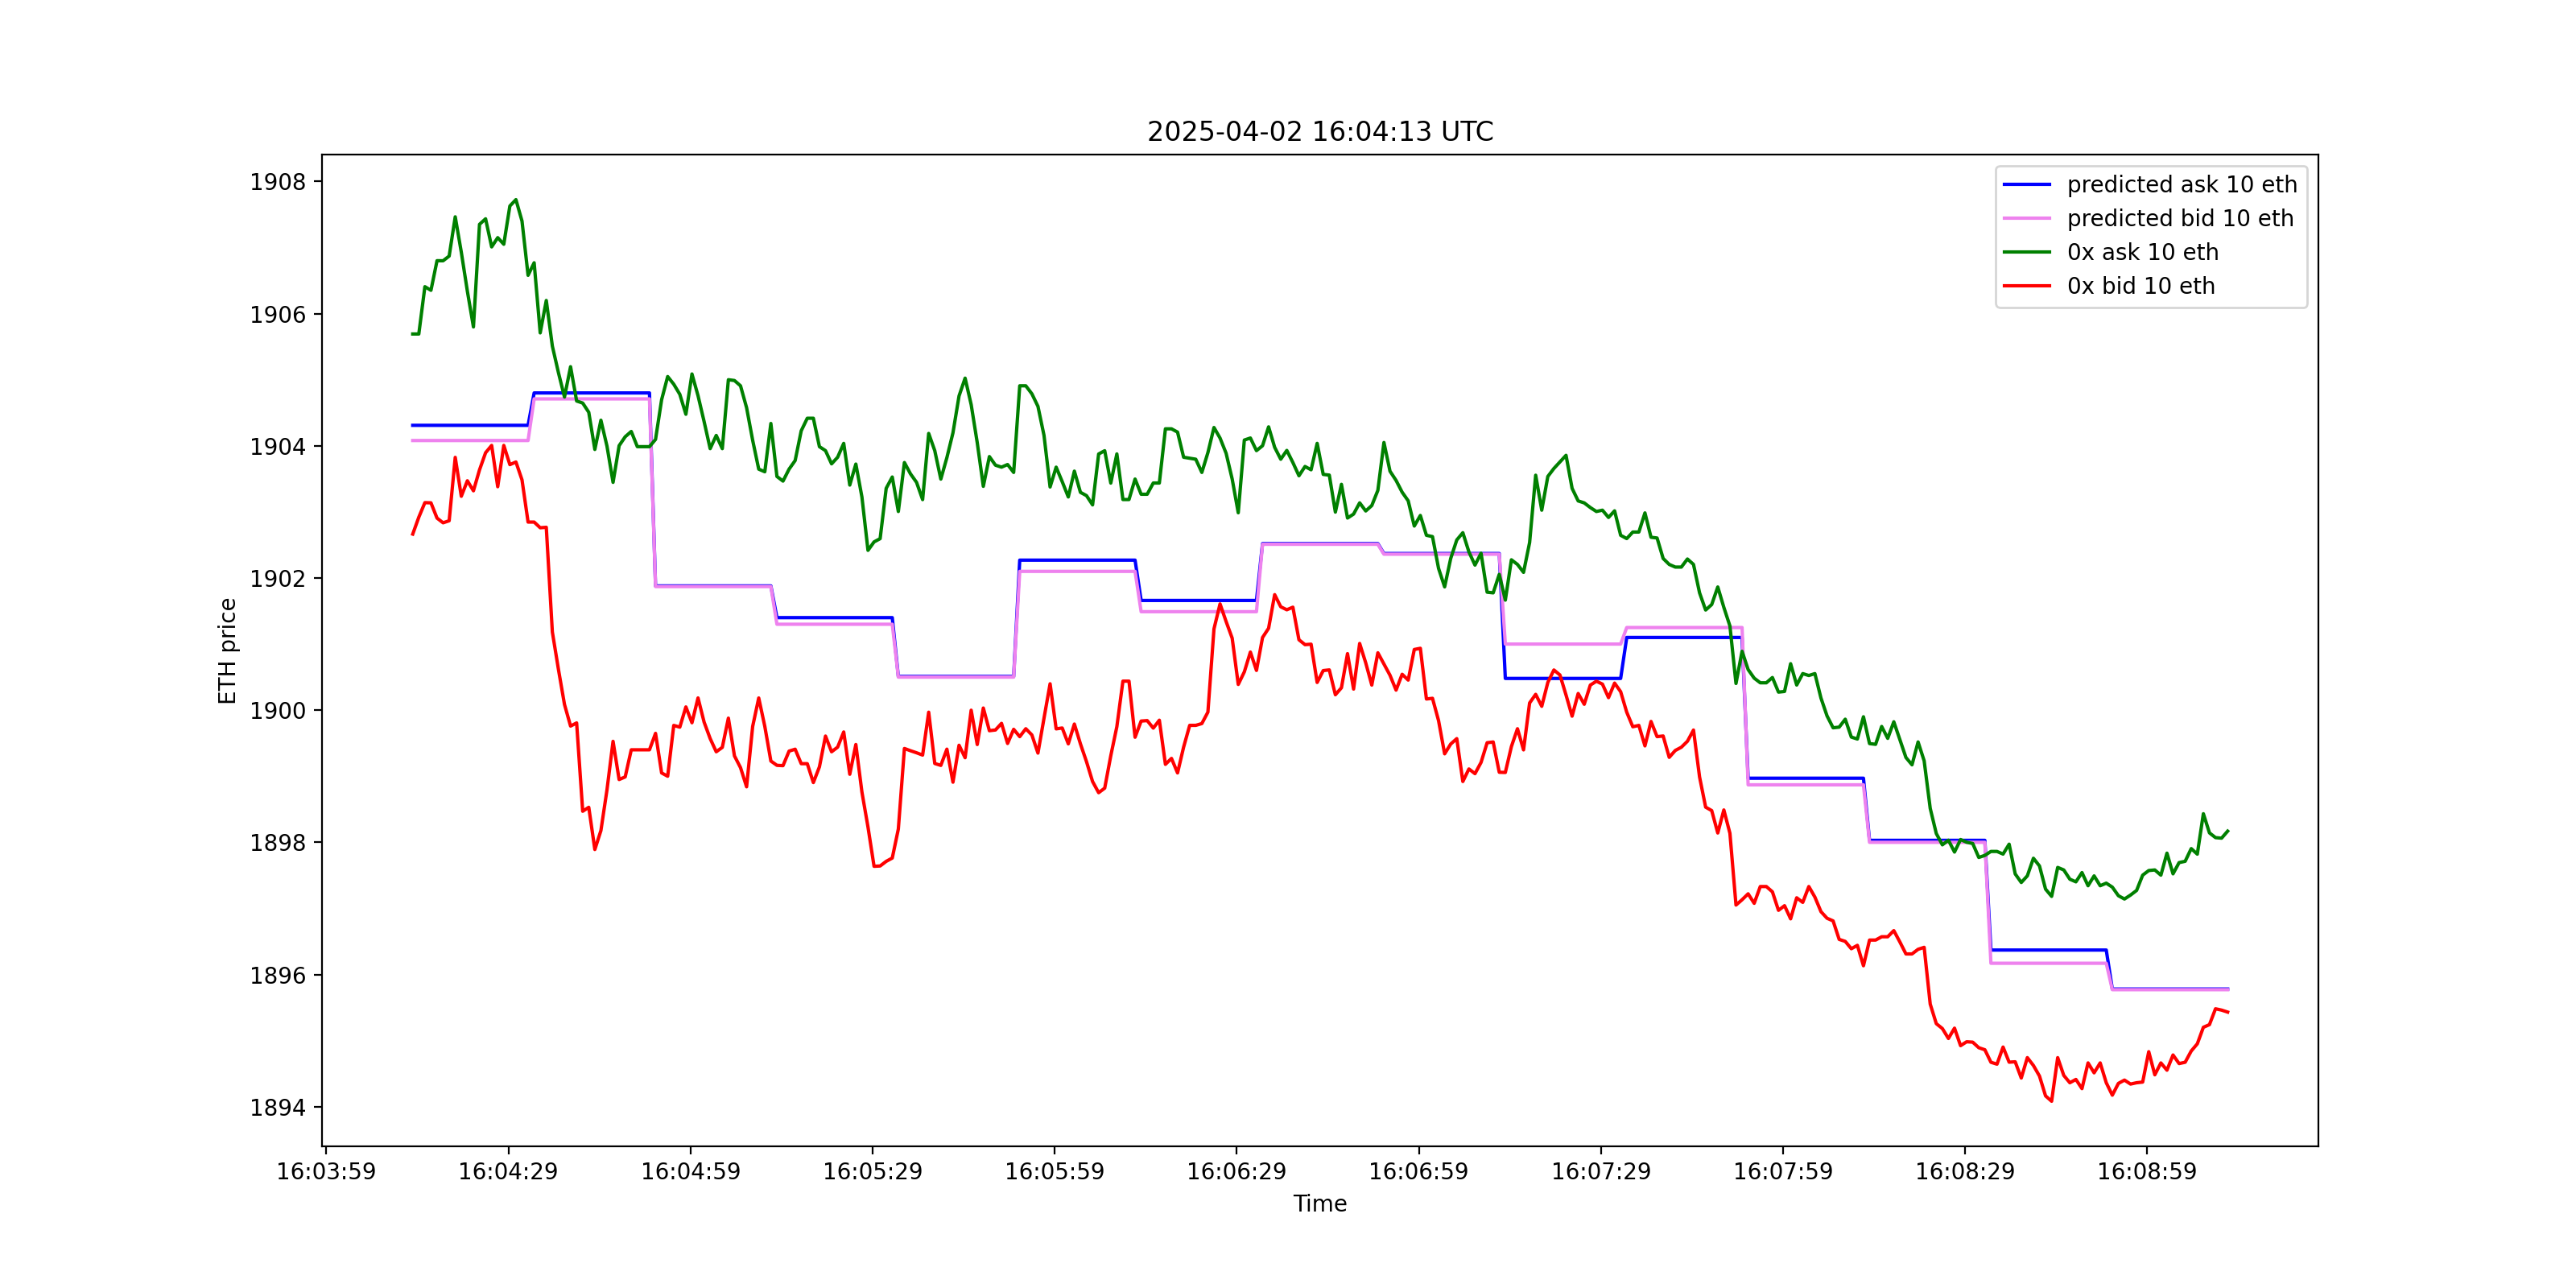 2025-04-02 16:04:13 UTC
predicted ask 10 eth
predicted bid 10 eth
0x ask 10 eth
0x bid 10 eth
ETH price
1908
1906
1904
1902
1900
1898
1896
1894
16:03:59 16:04:29 16:04:59 16:05:29 16:05:59 16:06:29 16:06:59 16:07:29 16:07:59 16:08:29 16:08:59
Time